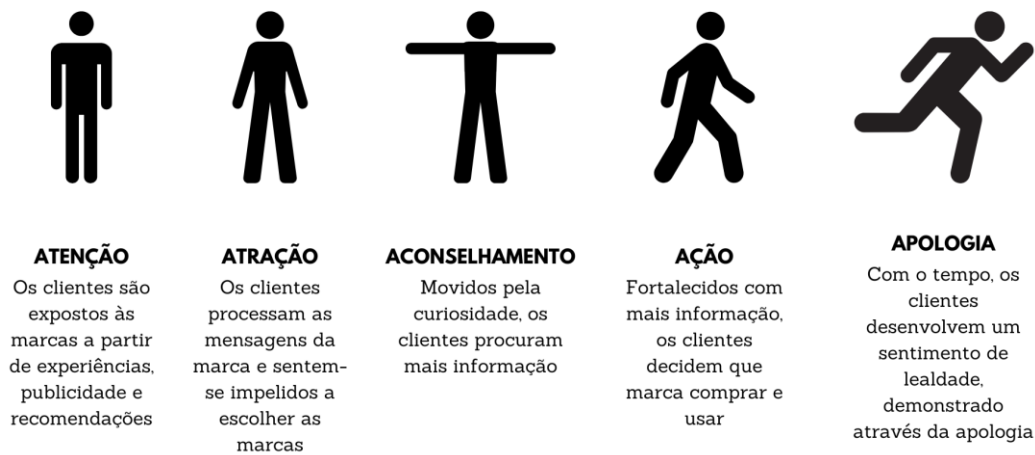 ATENÇÃO
Os clientes são
expostos às
marcas a partir
de experiências,
publicidade e
recomendações
ATRAÇÃO
Os clientes
processam as
mensagens da
marca e sentem-
se impelidos a
escolher as
marcas
ACONSELHAMENTO
Movidos pela
curiosidade, os
clientes procuram
mais informação
AÇÃO
Fortalecidos com
mais informação,
os clientes
decidem que
marca comprar e
usar
APOLOGIA
Com o tempo, os
clientes
desenvolvem um
sentimento de
lealdade,
demonstrado
através da apologia